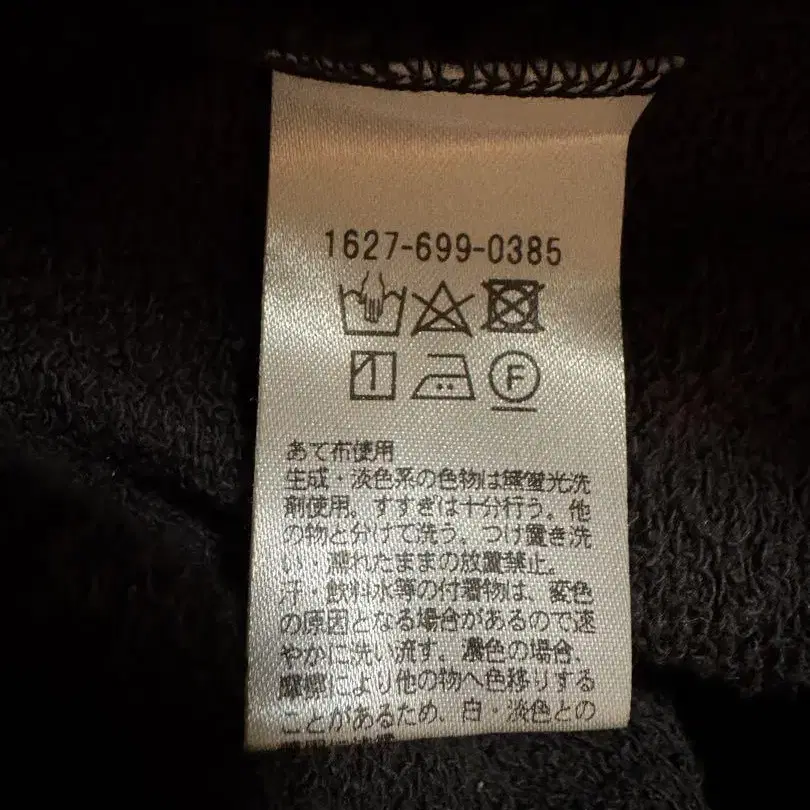 1627-699-0385
F
あて布使用
生成・淡色系の色物は無蛍光洗
剤使用。すすぎは十分行う。他
の物と分けて洗う。つけ置き洗
い・濡れたままの放置禁止。
汗・飲料水等の付着物は、変色
の原因となる場合があるので速
やかに洗い流す。濃色の場合、
摩擦により他の物へ色移りする
ことがあるため、白・淡色との